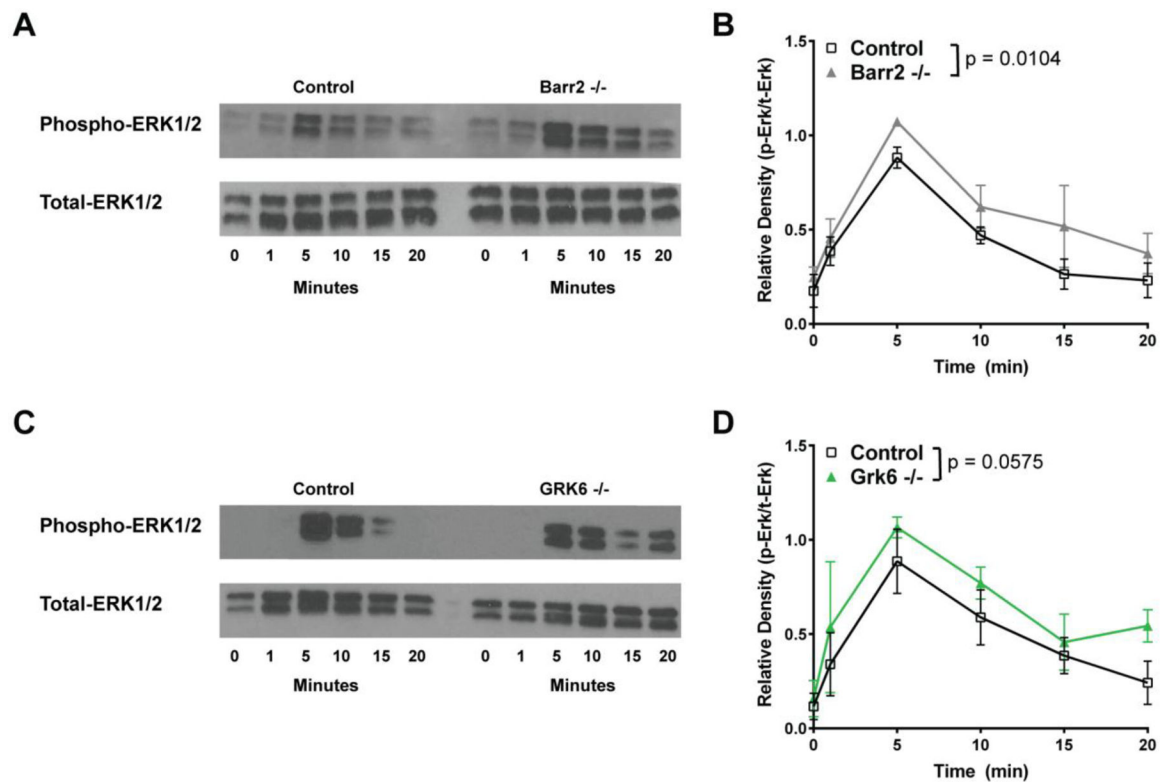 A
Control
Barr2 -/-
Phospho-ERK1/2
Total-ERK1/2
0 1 5 10 15 20 0 1 5 10 15 20
Minutes Minutes
B
Control
Barr2 -/-
p = 0.0104
Relative Density (p-Erk/t-Erk)
1.5
1.0
0.5
0.0
0 5 10 15 20
Time (min)
C
Control
GRK6 -/-
Phospho-ERK1/2
Total-ERK1/2
0 1 5 10 15 20 0 1 5 10 15 20
Minutes Minutes
D
Control
Grk6 -/-
p = 0.0575
Relative Density (p-Erk/t-Erk)
1.5
1.0
0.5
0.0
0 5 10 15 20
Time (min)